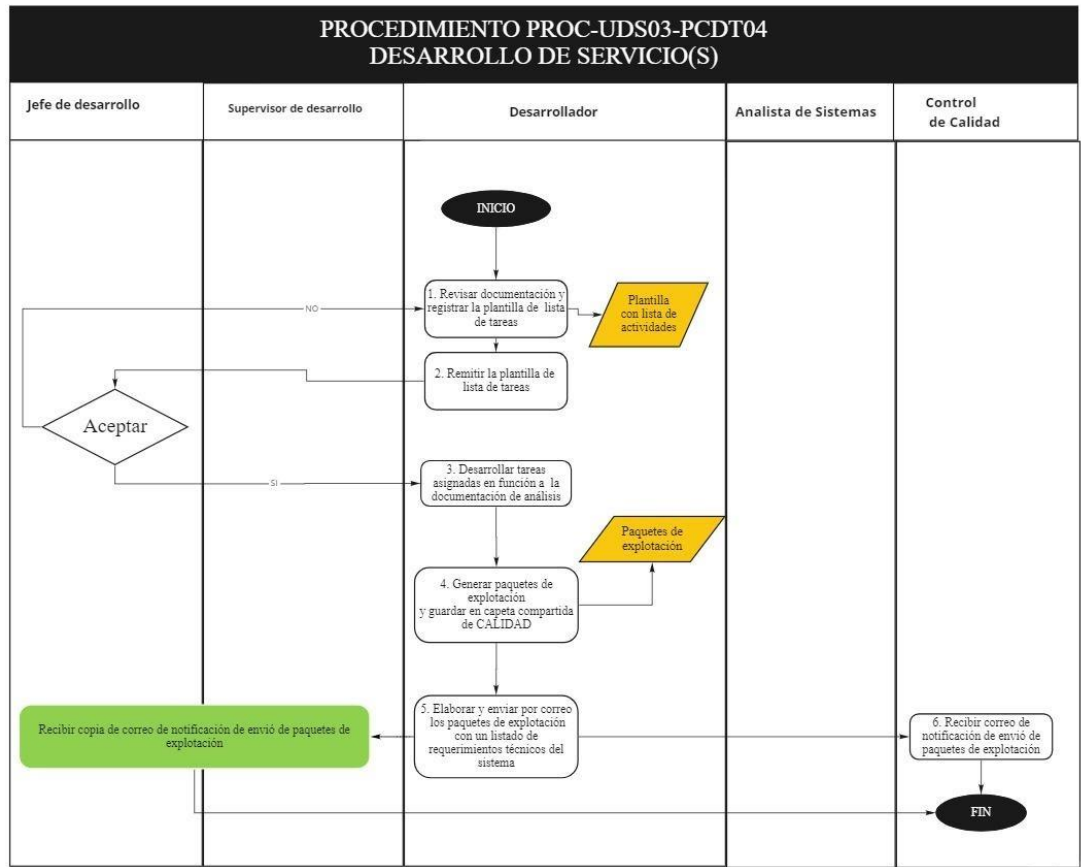 PROCEDIMIENTO PROC-UDS03-PCDT04
DESARROLLO DE SERVICIO(S)
Jefe de desarrollo
Supervisor de desarrollo
Desarrollador
Analista de Sistemas
Control
de Calidad
INICIO
1. Revisar documentación y
registrar la plantilla de lista
de tareas
Plantilla
con lista de
actividades
NO
2. Remitir la plantilla de
lista de tareas
Aceptar
3. Desarrollar tareas
asignadas en función a la
documentación de análisis
SI
Paquetes de
explotación
4. Generar paquetes de
explotación
y guardar en capeta compartida
de CALIDAD
Recibir copia de correo de notificación de envió de paquetes de
explotación
5. Elaborar y enviar por correo
los paquetes de explotación
con un listado de
requerimientos técnicos del
sistema
6. Recibir correo de
notificación de envió de
paquetes de explotación
FIN